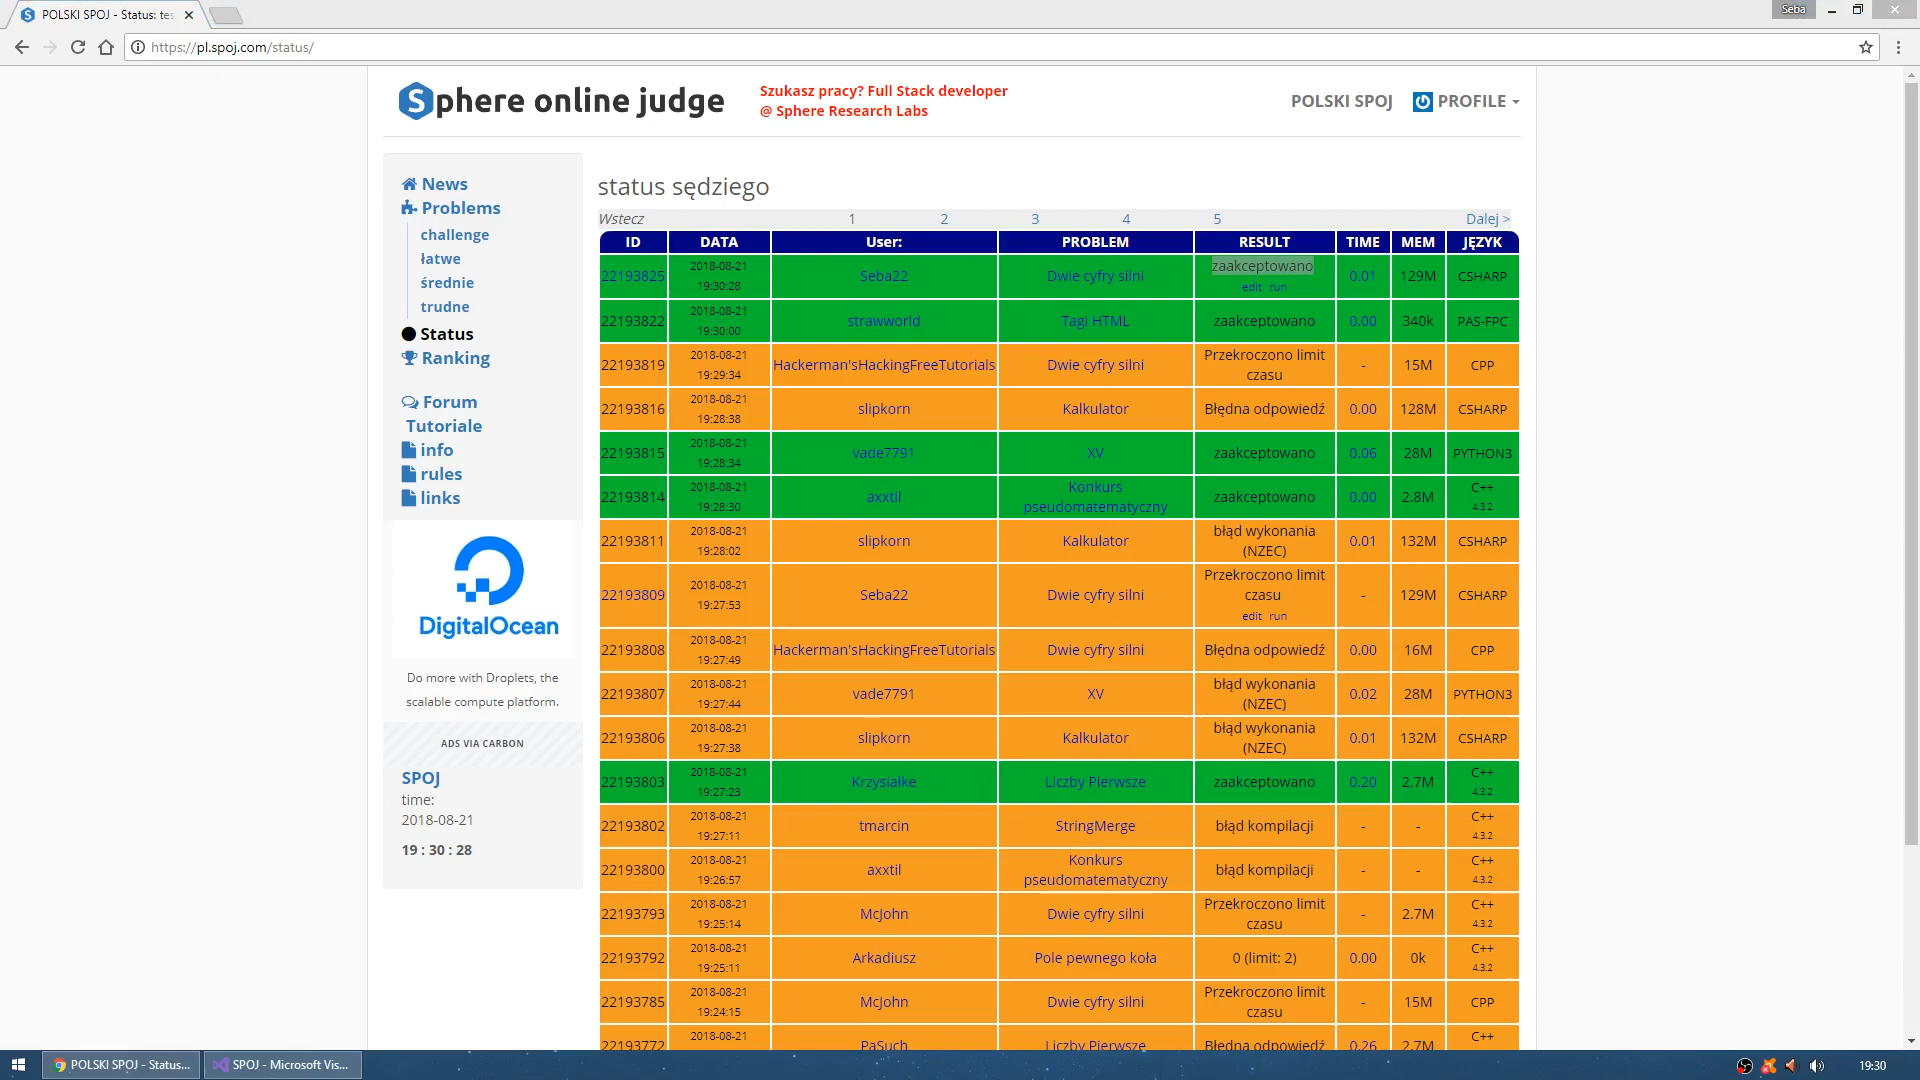 POLSKI SPOJ - Status: tes
Seba
https://pl.spoj.com/status/
Sphere online judge
Szukasz pracy? Full Stack developer
@ Sphere Research Labs
POLSKI SPOJ
PROFILE
News
Problems
challenge
łatwe
średnie
trudne
Status
Ranking
Forum
Tutoriale
info
rules
links
DigitalOcean
Do more with Droplets, the
scalable compute platform.
ADS VIA CARBON
SPOJ
time:
2018-08-21
19 : 30 : 28
status sędziego
Wstecz 1 2 3 4 5 Dalej >
ID DATA User: PROBLEM RESULT TIME MEM JĘZYK
22193825 2018-08-21 19:30:28 Seba22 Dwie cyfry silni zaakceptowano edit run 0.01 129M CSHARP
22193822 2018-08-21 19:30:00 strawworld Tagi HTML zaakceptowano 0.00 340k PAS-FPC
22193819 2018-08-21 19:29:34 Hackerman'sHackingFreeTutorials Dwie cyfry silni Przekroczono limit czasu - 15M CPP
22193816 2018-08-21 19:28:38 slipkorn Kalkulator Błędna odpowiedź 0.00 128M CSHARP
22193815 2018-08-21 19:28:34 vade7791 XV zaakceptowano 0.06 28M PYTHON3
22193814 2018-08-21 19:28:30 axxtil Konkurs pseudomatematyczny zaakceptowano 0.00 2.8M C++ 4.3.2
22193811 2018-08-21 19:28:02 slipkorn Kalkulator błąd wykonania (NZEC) 0.01 132M CSHARP
22193809 2018-08-21 19:27:53 Seba22 Dwie cyfry silni Przekroczono limit czasu edit run - 129M CSHARP
22193808 2018-08-21 19:27:49 Hackerman'sHackingFreeTutorials Dwie cyfry silni Błędna odpowiedź 0.00 16M CPP
22193807 2018-08-21 19:27:44 vade7791 XV błąd wykonania (NZEC) 0.02 28M PYTHON3
22193806 2018-08-21 19:27:38 slipkorn Kalkulator błąd wykonania (NZEC) 0.01 132M CSHARP
22193803 2018-08-21 19:27:23 Krzysiałke Liczby Pierwsze zaakceptowano 0.20 2.7M C++ 4.3.2
22193802 2018-08-21 19:27:11 tmarcin StringMerge błąd kompilacji - - C++ 4.3.2
22193800 2018-08-21 19:26:57 axxtil Konkurs pseudomatematyczny błąd kompilacji - - C++ 4.3.2
22193793 2018-08-21 19:25:14 McJohn Dwie cyfry silni Przekroczono limit czasu - 2.7M C++ 4.3.2
22193792 2018-08-21 19:25:11 Arkadiusz Pole pewnego koła 0 (limit: 2) 0.00 0k C++ 4.3.2
22193785 2018-08-21 19:24:15 McJohn Dwie cyfry silni Przekroczono limit czasu - 15M CPP
22193772 2018-08-21 PaSuch Liczby Pierwsze Błędna odpowiedź 0.26 2.7M C++
POLSKI SPOJ - Status...
SPOJ - Microsoft Vis...
19:30